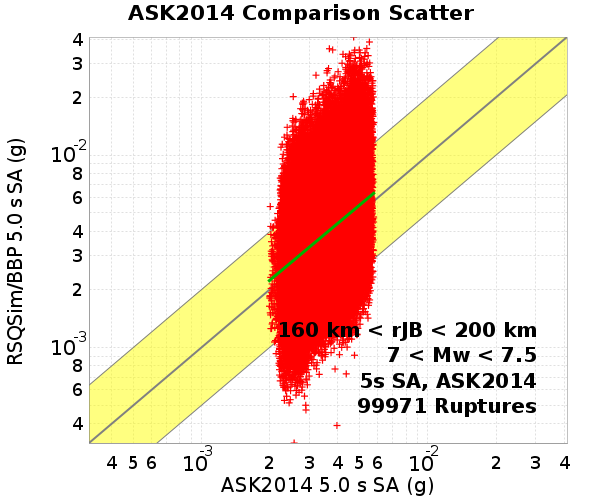 ASK2014 Comparison Scatter
RSQSim/BBP 5.0 s SA (g)
4
3
2
10-2
8
6
4
3
2
10-3
8
6
4
160 km < rJB < 200 km
7 < Mw < 7.5
5s SA, ASK2014
99971 Ruptures
4 5 6 10-3 2 3 4 5 6 10-2 2 3 4
ASK2014 5.0 s SA (g)